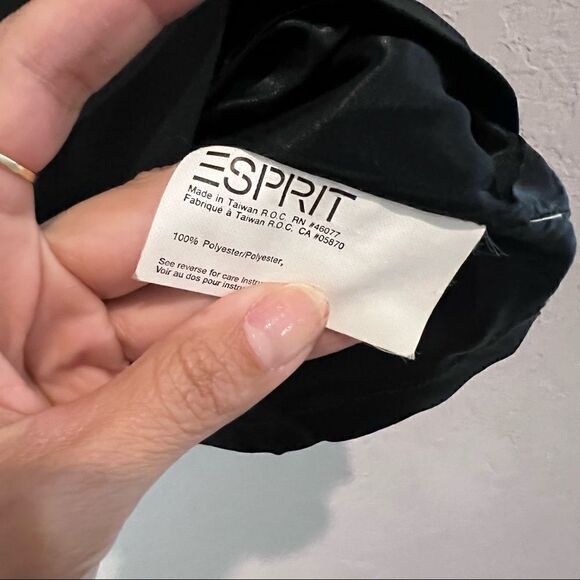 ESPRIT
Made in Taiwan R.O.C. RN #46077
Fabriqué à Taiwan R.O.C. CA #05870
100% Polyester/Polyester,
See reverse for care
Voir au dos pour